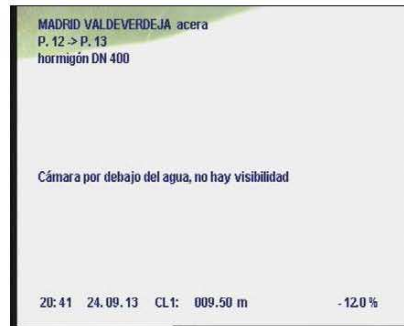 MADRID VALDEVERDEJA acera
P. 12 -> P. 13
hormigón DN 400
Cámara por debajo del agua, no hay visibilidad
20:41 24.09.13 CL1: 009.50 m -12.0 %